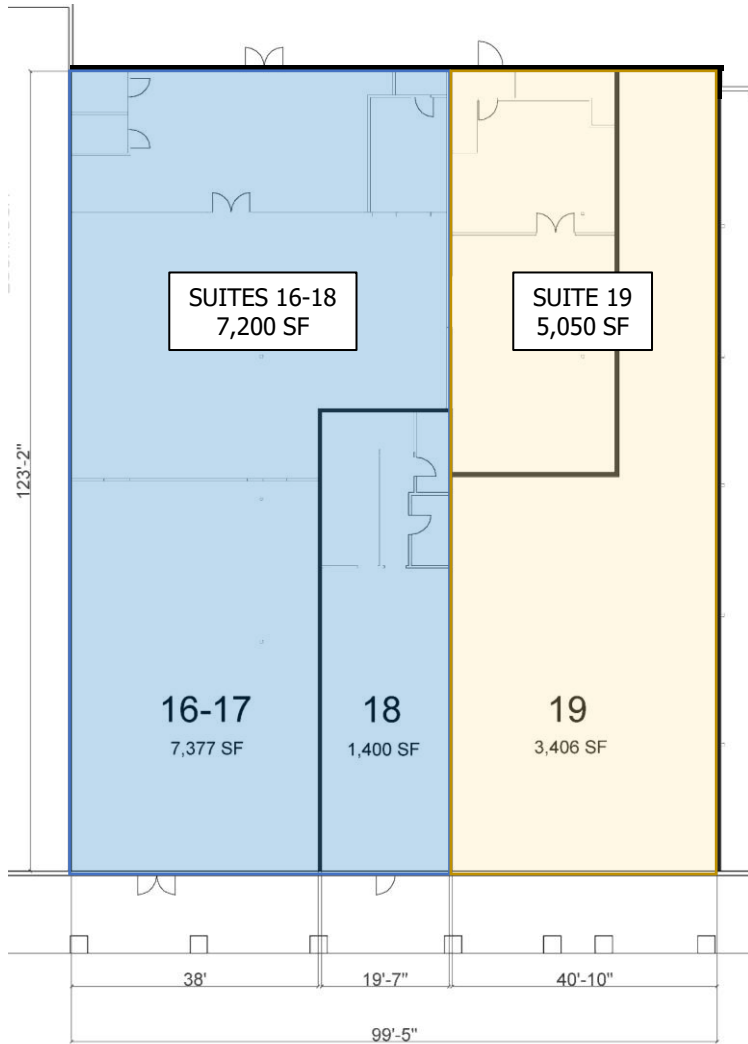 SUITES 16-18
7,200 SF
SUITE 19
5,050 SF
123'-2"
16-17
7,377 SF
18
1,400 SF
19
3,406 SF
38'
19'-7"
40'-10"
99'-5"